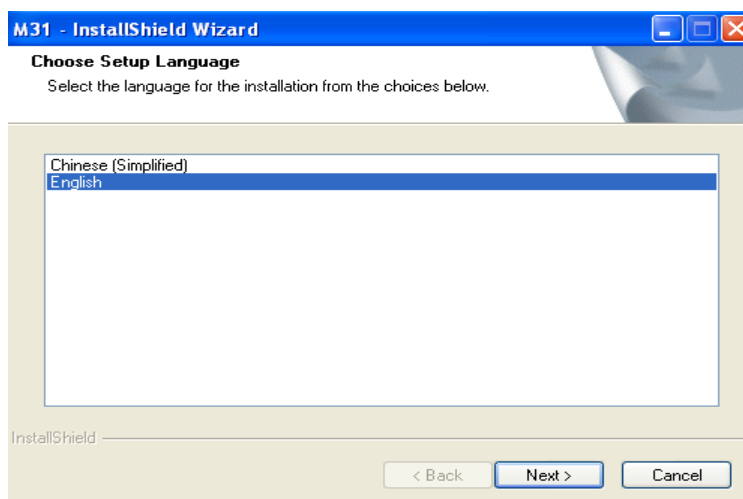 M31 - InstallShield Wizard
Choose Setup Language
Select the language for the installation from the choices below.
Chinese (Simplified)
English
InstallShield
< Back Next > Cancel